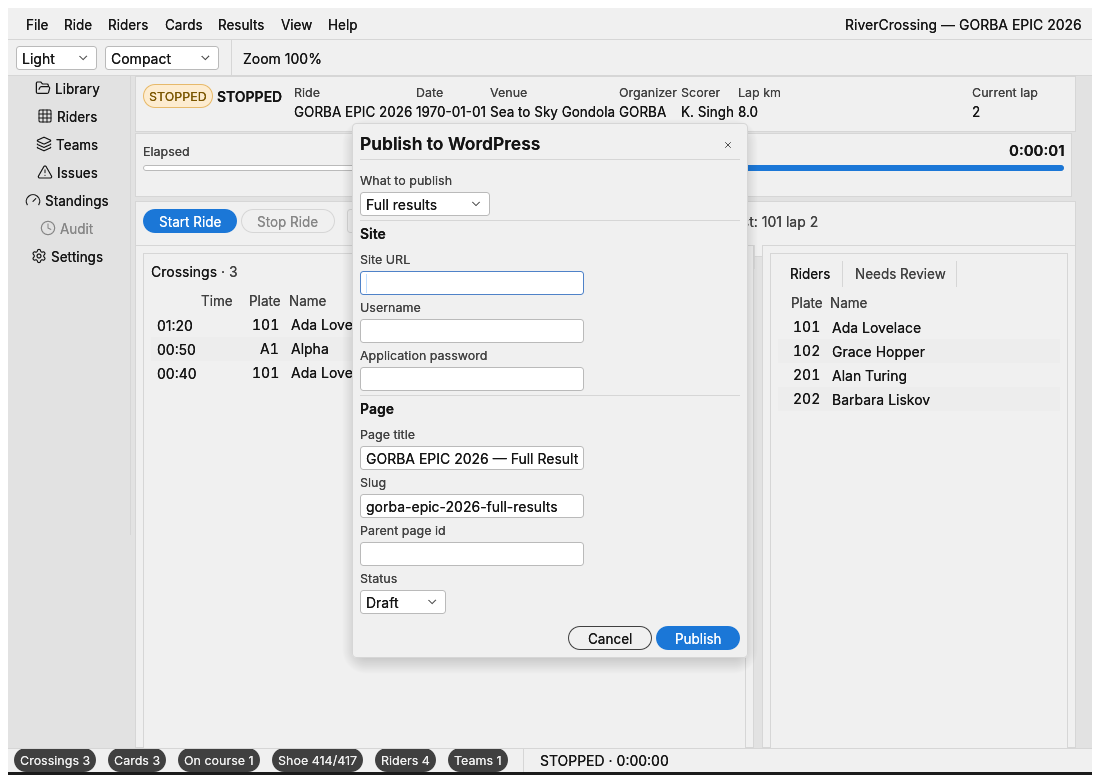 File Ride Riders Cards Results View Help RiverCrossing — GORBA EPIC 2026
Light Compact Zoom 100%
Library
Riders
Teams
Issues
Standings
Audit
Settings
STOPPED STOPPED
Ride Date Venue Organizer Scorer Lap km Current lap
GORBA EPIC 2026 1970-01-01 Sea to Sky Gondola GORBA K. Singh 8.0 2
Elapsed 0:00:01
Start Ride Stop Ride t: 101 lap 2
Crossings · 3
Time Plate Name
01:20 101 Ada Love
00:50 A1 Alpha
00:40 101 Ada Love
Publish to WordPress ×
What to publish
Full results
Site
Site URL
Username
Application password
Page
Page title
GORBA EPIC 2026 — Full Result
Slug
gorba-epic-2026-full-results
Parent page id
Status
Draft
Cancel Publish
Riders Needs Review
Plate Name
101 Ada Lovelace
102 Grace Hopper
201 Alan Turing
202 Barbara Liskov
Crossings 3 Cards 3 On course 1 Shoe 414/417 Riders 4 Teams 1 STOPPED · 0:00:00